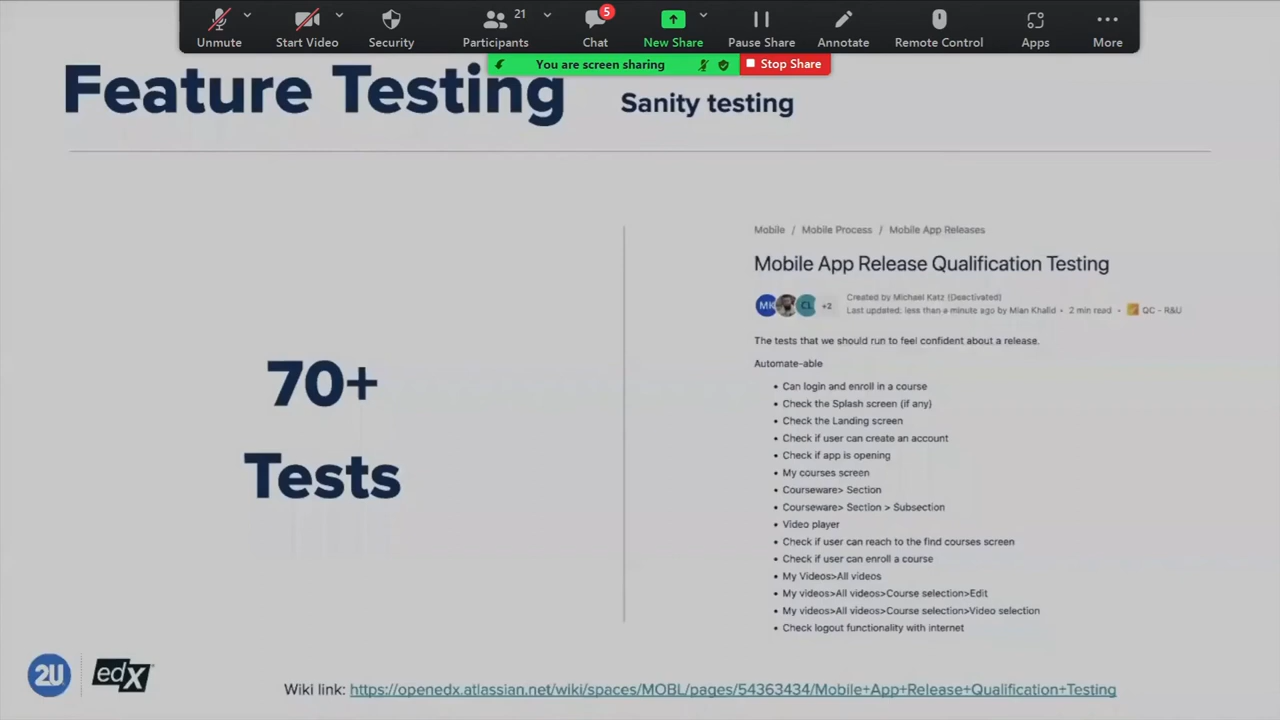 21
5
Unmute
Start Video
Security
Participants
Chat
New Share
Pause Share
Annotate
Remote Control
Apps
More
You are screen sharing
Stop Share
Feature Testing
Sanity testing
70+
Tests
Mobile / Mobile Process / Mobile App Releases
Mobile App Release Qualification Testing
MK CL +2
Created by Michael Katz (Deactivated)
Last updated: less than a minute ago by Mian Khalid • 2 min read • QC - R&U
The tests that we should run to feel confident about a release.
Automate-able
• Can login and enroll in a course
• Check the Splash screen (if any)
• Check the Landing screen
• Check if user can create an account
• Check if app is opening
• My courses screen
• Courseware> Section
• Courseware> Section > Subsection
• Video player
• Check if user can reach to the find courses screen
• Check if user can enroll a course
• My Videos>All videos
• My videos>All videos>Course selection>Edit
• My videos>All videos>Course selection>Video selection
• Check logout functionality with internet
2U edX
Wiki link: https://openedx.atlassian.net/wiki/spaces/MOBL/pages/54363434/Mobile+App+Release+Qualification+Testing